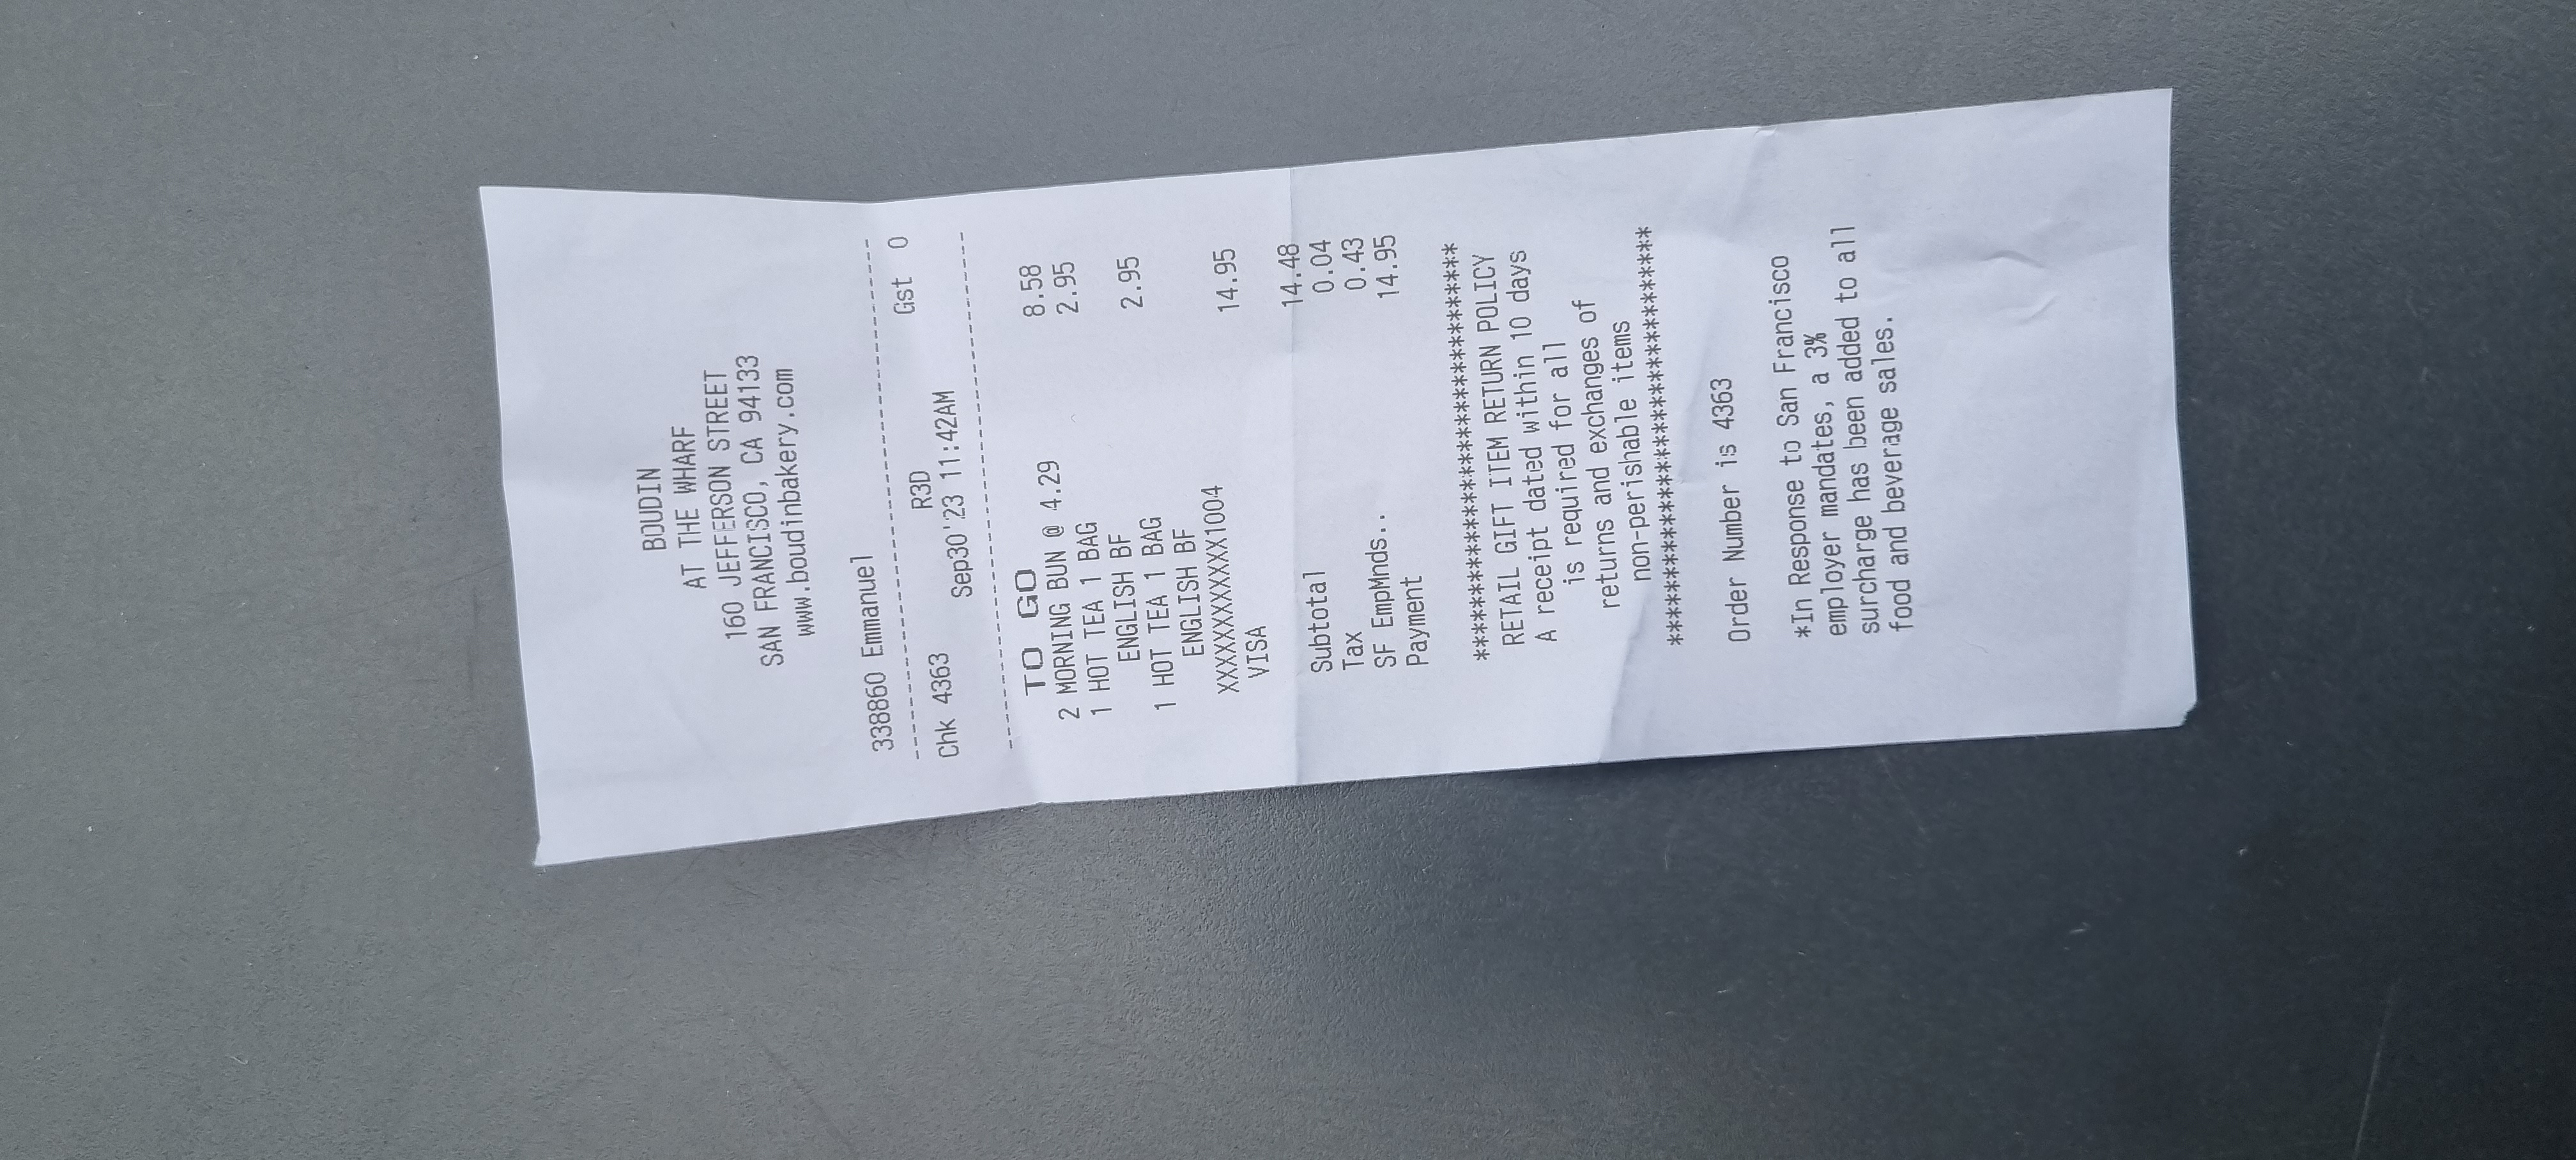 BOUDIN
AT THE WHARF
160 JEFFERSON STREET
SAN FRANCISCO, CA 94133
www.boudinbakery.com
338860 Emmanuel
--------------------------------------
R3D Gst 0
Chk 4363 Sep30'23 11:42AM
--------------------------------------
TO GO
2 MORNING BUN @ 4.29 8.58
1 HOT TEA 1 BAG 2.95
ENGLISH BF
1 HOT TEA 1 BAG 2.95
ENGLISH BF
XXXXXXXXXXXX1004
VISA 14.95
Subtotal 14.48
Tax 0.04
SF EmpMnds.. 0.43
Payment 14.95
********************************
RETAIL GIFT ITEM RETURN POLICY
A receipt dated within 10 days
is required for all
returns and exchanges of
non-perishable items
********************************
Order Number is 4363
*In Response to San Francisco
employer mandates, a 3%
surcharge has been added to all
food and beverage sales.